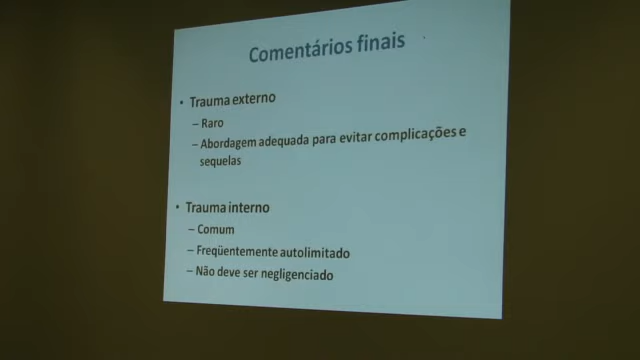 Comentários finais
• Trauma externo
– Raro
– Abordagem adequada para evitar complicações e
sequelas
• Trauma interno
– Comum
– Freqüentemente autolimitado
– Não deve ser negligenciado